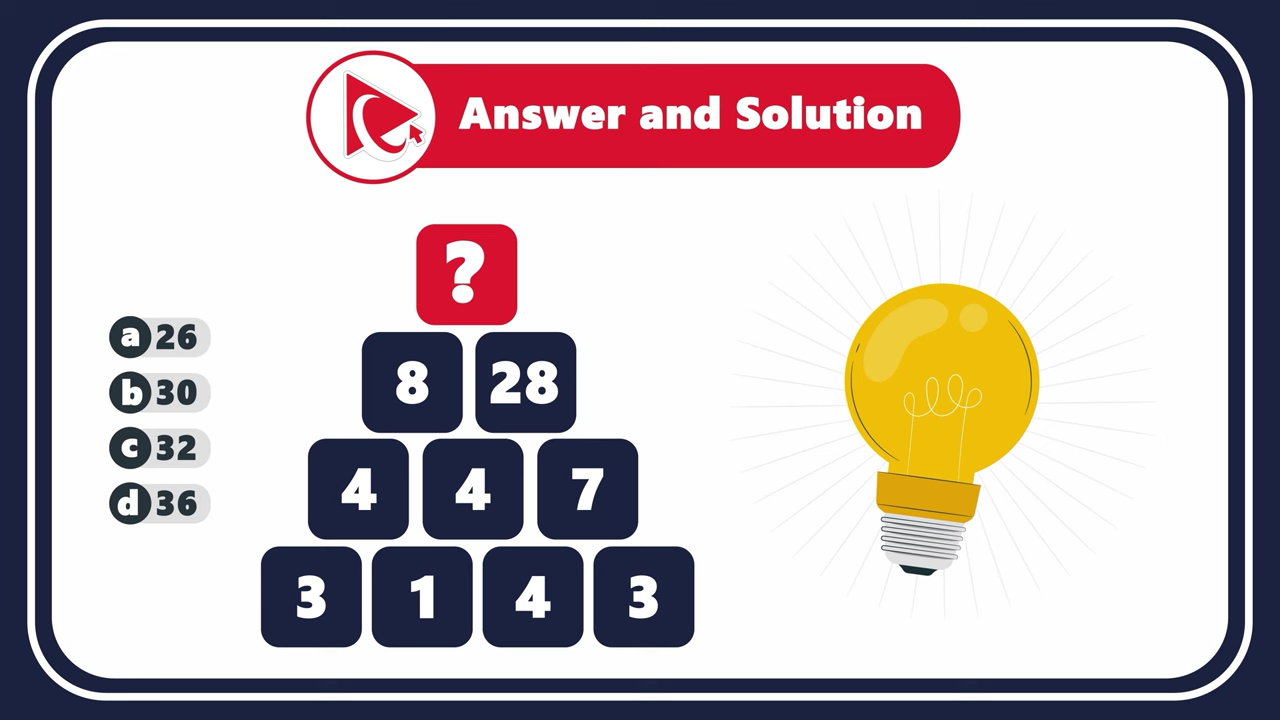 Answer and Solution
?
a 26
b 30
c 32
d 36
8 28
4 4 7
3 1 4 3